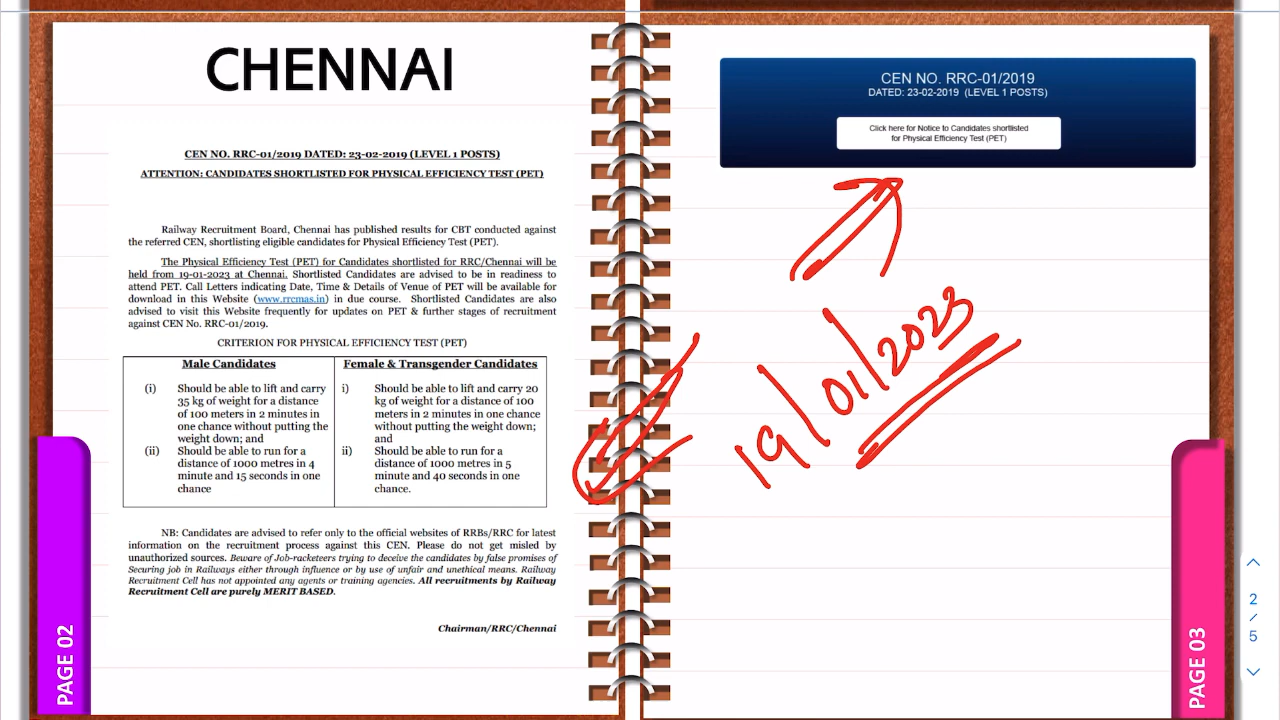 CHENNAI
CEN NO. RRC-01/2019 DATED: 23-02-2019 (LEVEL 1 POSTS)
ATTENTION: CANDIDATES SHORTLISTED FOR PHYSICAL EFFICIENCY TEST (PET)
Railway Recruitment Board, Chennai has published results for CBT conducted against
the referred CEN, shortlisting eligible candidates for Physical Efficiency Test (PET).
The Physical Efficiency Test (PET) for Candidates shortlisted for RRC/Chennai will be
held from 19-01-2023 at Chennai. Shortlisted Candidates are advised to be in readiness to
attend PET. Call Letters indicating Date, Time & Details of Venue of PET will be available for
download in this Website (www.rrcmas.in) in due course. Shortlisted Candidates are also
advised to visit this Website frequently for updates on PET & further stages of recruitment
against CEN No. RRC-01/2019.
CRITERION FOR PHYSICAL EFFICIENCY TEST (PET)
Male Candidates
(i) Should be able to lift and carry
35 kg of weight for a distance
of 100 meters in 2 minutes in
one chance without putting the
weight down; and
(ii) Should be able to run for a
distance of 1000 metres in 4
minute and 15 seconds in one
chance
Female & Transgender Candidates
i) Should be able to lift and carry 20
kg of weight for a distance of 100
meters in 2 minutes in one chance
without putting the weight down;
and
ii) Should be able to run for a
distance of 1000 metres in 5
minute and 40 seconds in one
chance.
NB: Candidates are advised to refer only to the official websites of RRBs/RRC for latest
information on the recruitment process against this CEN. Please do not get misled by
unauthorized sources. Beware of Job-racketeers trying to deceive the candidates by false promises of
Securing job in Railways either through influence or by use of unfair and unethical means. Railway
Recruitment Cell has not appointed any agents or training agencies. All recruitments by Railway
Recruitment Cell are purely MERIT BASED.
Chairman/RRC/Chennai
PAGE 02
CEN NO. RRC-01/2019
DATED: 23-02-2019 (LEVEL 1 POSTS)
Click here for Notice to Candidates shortlisted
for Physical Efficiency Test (PET)
19/01/2023
PAGE 03
2
/
5